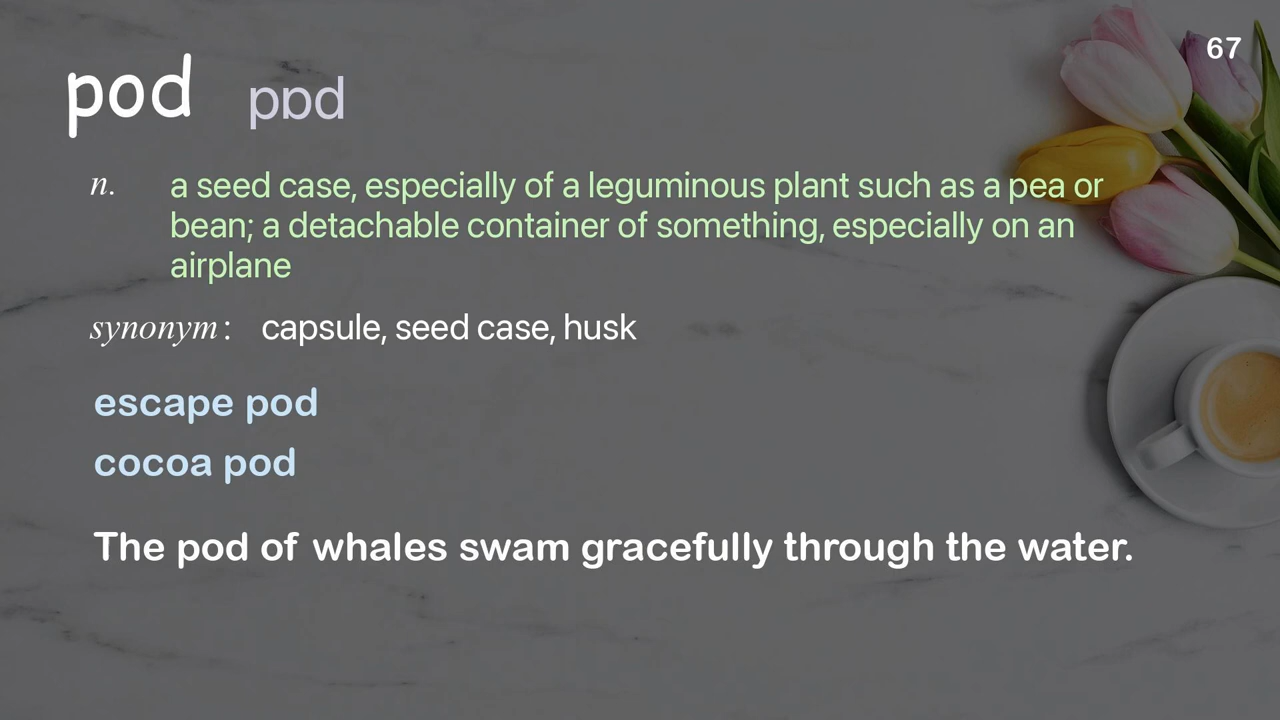 67
pod pɒd
n. a seed case, especially of a leguminous plant such as a pea or
bean; a detachable container of something, especially on an
airplane
synonym: capsule, seed case, husk
escape pod
cocoa pod
The pod of whales swam gracefully through the water.